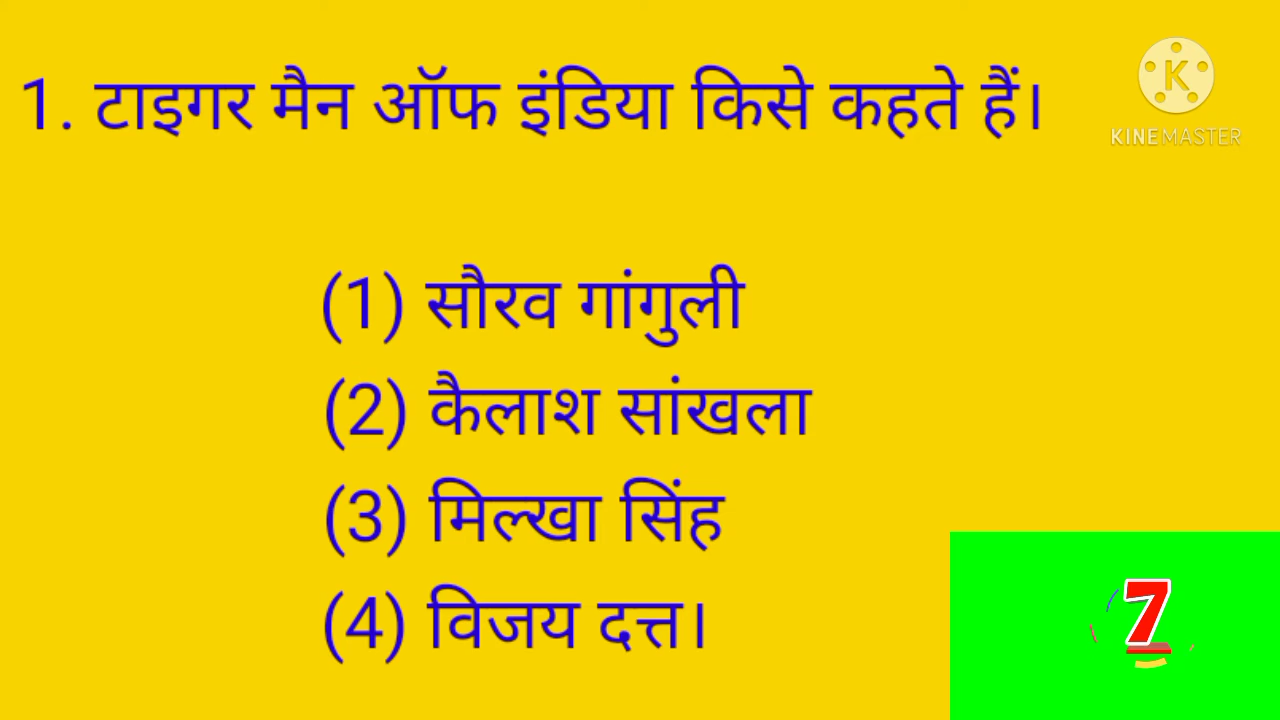 1. टाइगर मैन ऑफ इंडिया किसे कहते हैं।
K
KINEMASTER
(1) सौरव गांगुली
(2) कैलाश सांखला
(3) मिल्खा सिंह
(4) विजय दत्त।
7